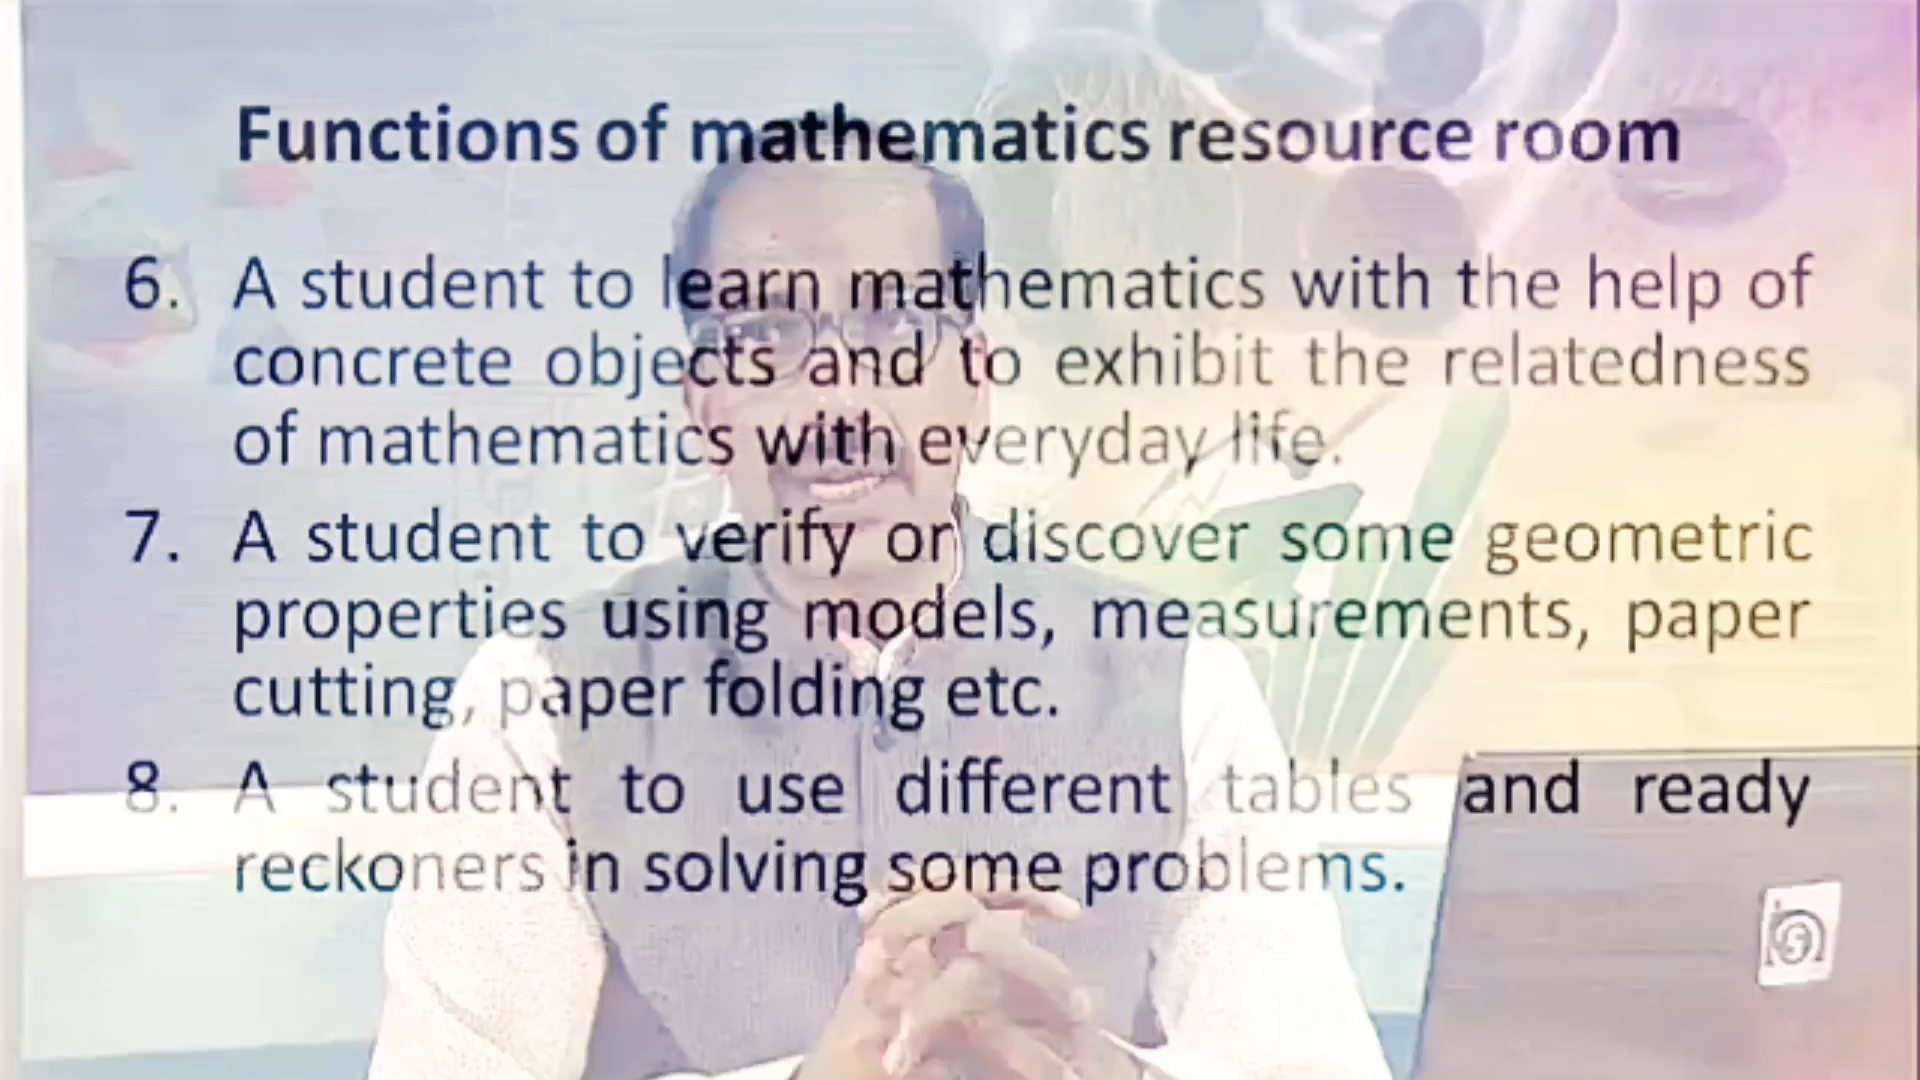 Functions of mathematics resource room
6. A student to learn mathematics with the help of
concrete objects and to exhibit the relatedness
of mathematics with everyday life.
7. A student to verify or discover some geometric
properties using models, measurements, paper
cutting, paper folding etc.
8. A student to use different tables and ready
reckoners in solving some problems.